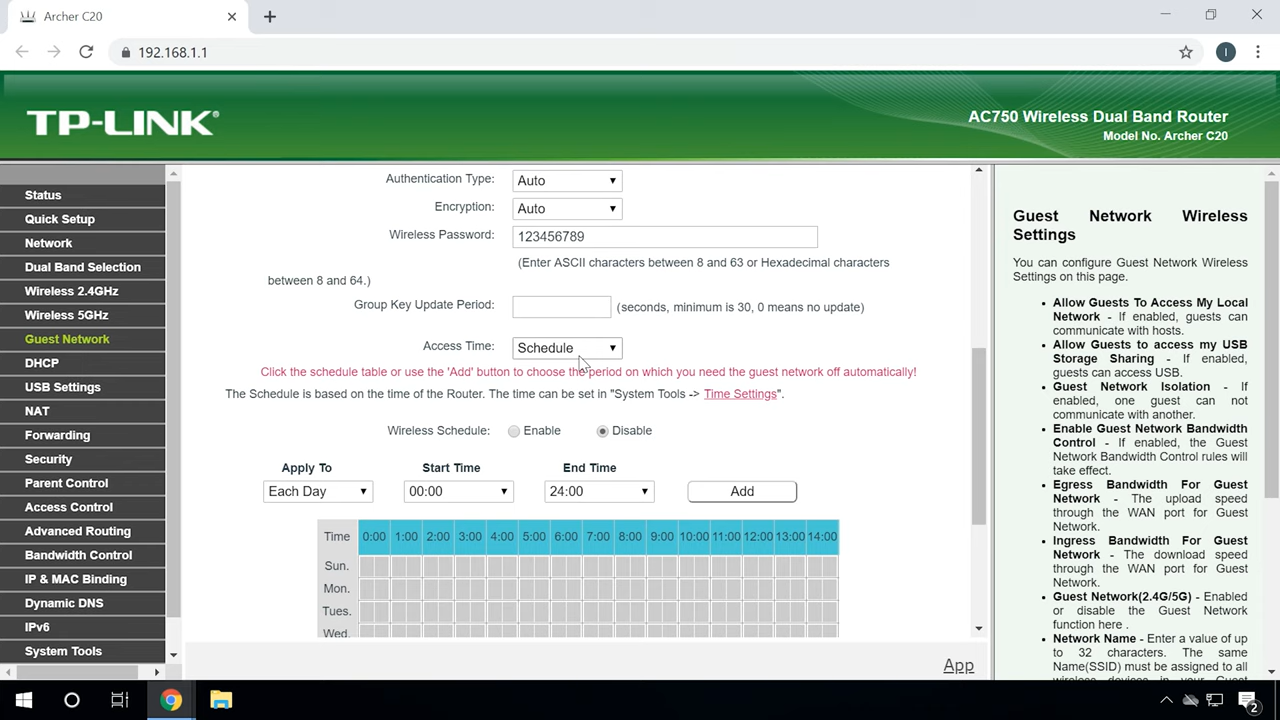 Archer C20
192.168.1.1
I
TP-LINK®
AC750 Wireless Dual Band Router
Model No. Archer C20
Status
Quick Setup
Network
Dual Band Selection
Wireless 2.4GHz
Wireless 5GHz
Guest Network
DHCP
USB Settings
NAT
Forwarding
Security
Parent Control
Access Control
Advanced Routing
Bandwidth Control
IP & MAC Binding
Dynamic DNS
IPv6
System Tools
Authentication Type: Auto
Encryption: Auto
Wireless Password: 123456789
(Enter ASCII characters between 8 and 63 or Hexadecimal characters
between 8 and 64.)
Group Key Update Period: (seconds, minimum is 30, 0 means no update)
Access Time: Schedule
Click the schedule table or use the 'Add' button to choose the period on which you need the guest network off automatically!
The Schedule is based on the time of the Router. The time can be set in "System Tools -> Time Settings".
Wireless Schedule: Enable Disable
Apply To Start Time End Time
Each Day 00:00 24:00 Add
Time 0:00 1:00 2:00 3:00 4:00 5:00 6:00 7:00 8:00 9:00 10:00 11:00 12:00 13:00 14:00
Sun.
Mon.
Tues.
Wed.
App
Guest Network Wireless
Settings
You can configure Guest Network Wireless
Settings on this page.
• Allow Guests To Access My Local
Network - If enabled, guests can
communicate with hosts.
• Allow Guests to access my USB
Storage Sharing - If enabled,
guests can access USB.
• Guest Network Isolation - If
enabled, one guest can not
communicate with another.
• Enable Guest Network Bandwidth
Control - If enabled, the Guest
Network Bandwidth Control rules will
take effect.
• Egress Bandwidth For Guest
Network - The upload speed
through the WAN port for Guest
Network.
• Ingress Bandwidth For Guest
Network - The download speed
through the WAN port for Guest
Network.
• Guest Network(2.4G/5G) - Enabled
or disable the Guest Network
function here .
• Network Name - Enter a value of up
to 32 characters. The same
Name(SSID) must be assigned to all
wireless devices in your Guest
2